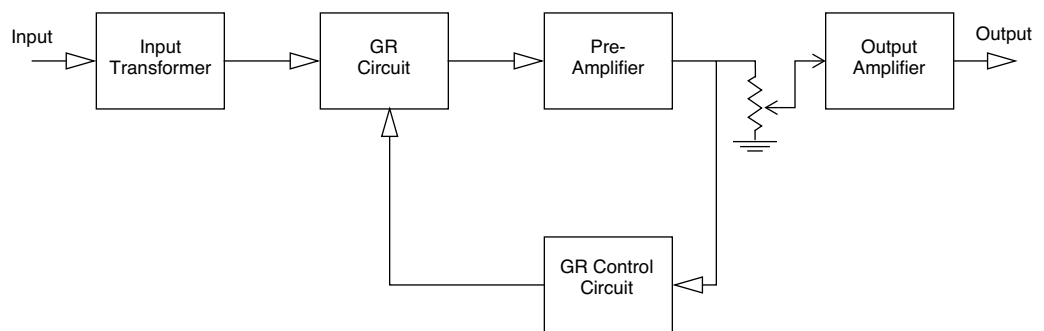 Input
Input
Transformer
GR
Circuit
Pre-
Amplifier
Output
Amplifier
Output
GR Control
Circuit